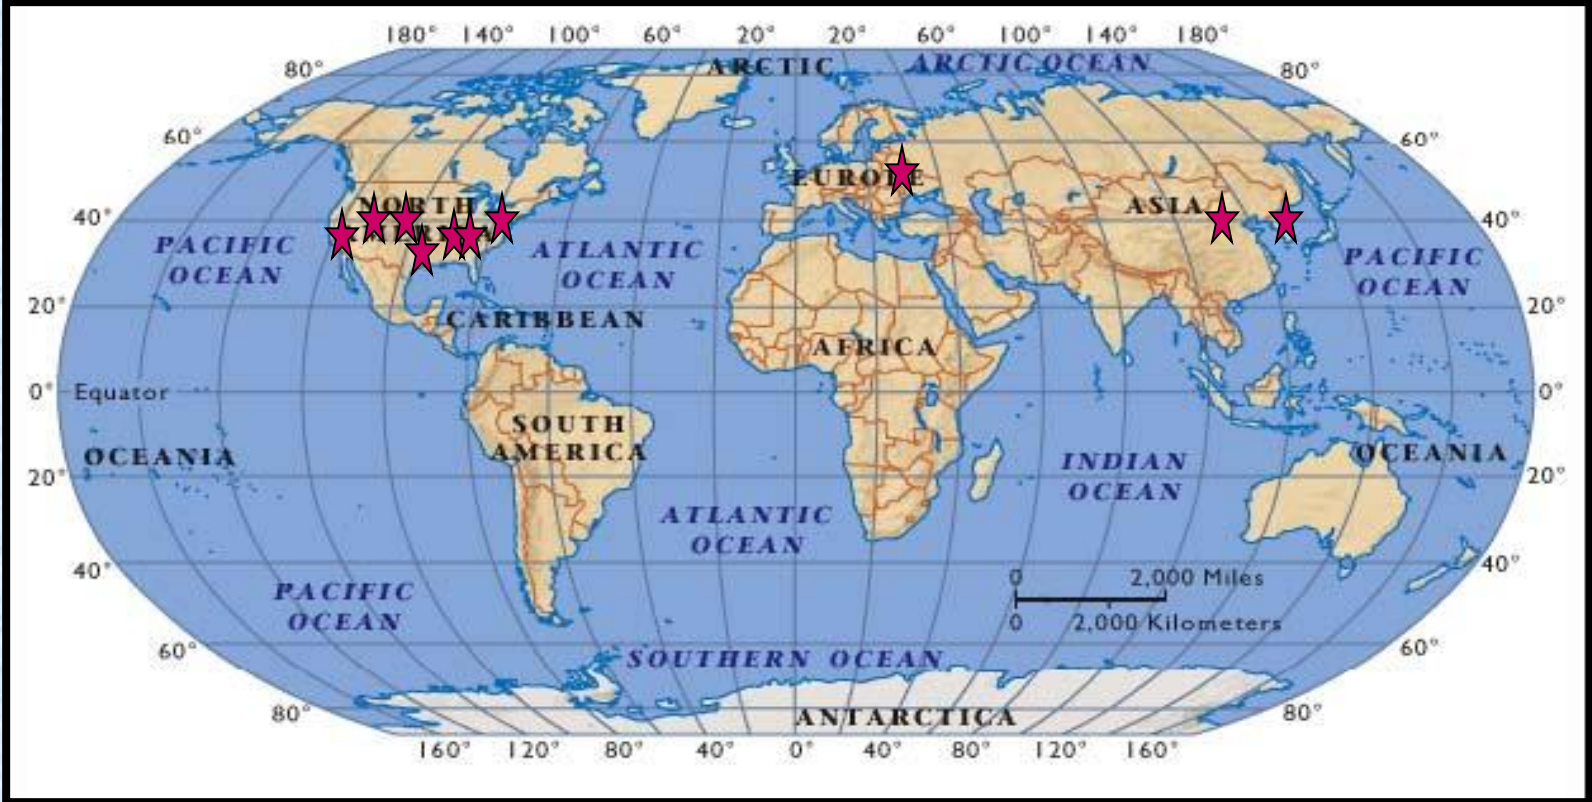 180° 140° 100° 60° 20° 20° 60° 100° 140° 180°
ARCTIC
ARCTIC OCEAN
80°
80°
60°
60°
EUROPE
NORTH
AMERICA
ASIA
40°
40°
PACIFIC
OCEAN
ATLANTIC
OCEAN
PACIFIC
OCEAN
20°
20°
CARIBBEAN
AFRICA
0°
Equator
0°
SOUTH
AMERICA
OCEANIA
OCEANIA
INDIAN
OCEAN
20°
20°
ATLANTIC
OCEAN
40°
40°
0 2,000 Miles
0 2,000 Kilometers
PACIFIC
OCEAN
60°
60°
SOUTHERN OCEAN
80°
80°
ANTARCTICA
160° 120° 80° 40° 0° 40° 80° 120° 160°